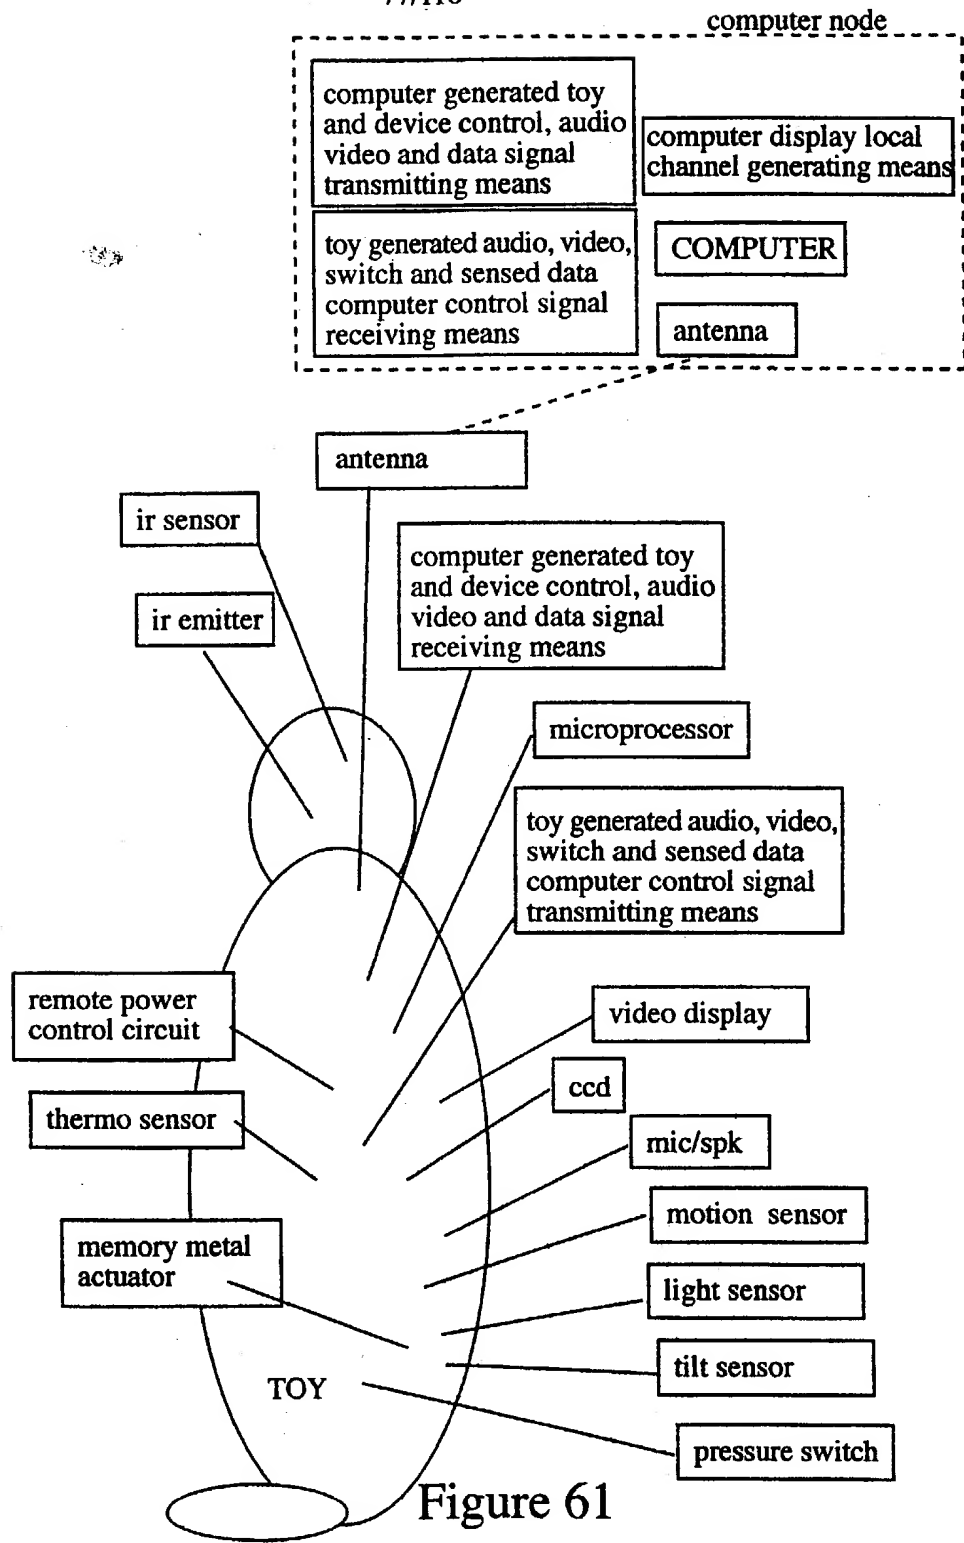 computer node
computer generated toy
and device control, audio
video and data signal
transmitting means
computer display local
channel generating means
toy generated audio, video,
switch and sensed data
computer control signal
receiving means
COMPUTER
antenna
antenna
ir sensor
ir emitter
computer generated toy
and device control, audio
video and data signal
receiving means
microprocessor
toy generated audio, video,
switch and sensed data
computer control signal
transmitting means
remote power
control circuit
video display
ccd
thermo sensor
mic/spk
motion sensor
memory metal
actuator
light sensor
tilt sensor
TOY
pressure switch
Figure 61